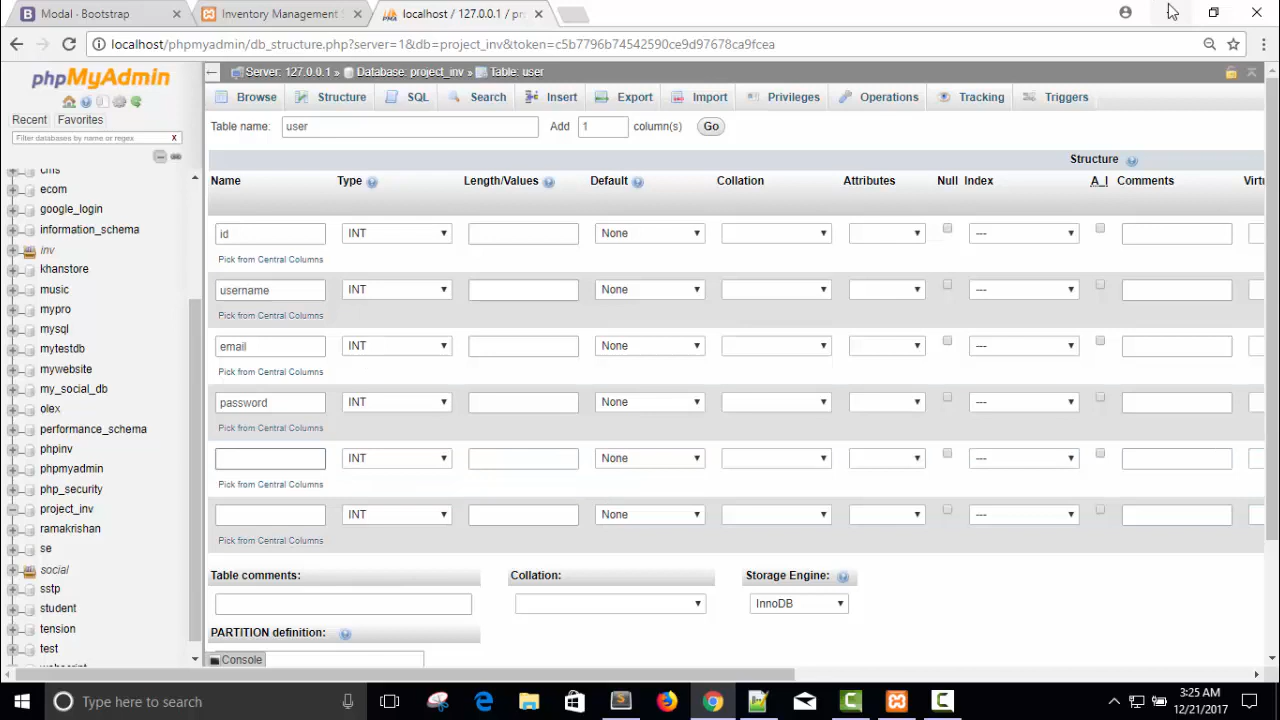 Modal - Bootstrap
Inventory Management S
localhost / 127.0.0.1 / pro
localhost/phpmyadmin/db_structure.php?server=1&db=project_inv&token=c5b7796b74542590ce9d97678ca9fcea
phpMyAdmin
Server: 127.0.0.1 » Database: project_inv » Table: user
Browse Structure SQL Search Insert Export Import Privileges Operations Tracking Triggers
Recent Favorites
Filter databases by name or regex X
Table name: user Add 1 column(s) Go
cms
ecom
google_login
information_schema
inv
khanstore
music
mypro
mysql
mytestdb
mywebsite
my_social_db
olex
performance_schema
phpinv
phpmyadmin
php_security
project_inv
ramakrishan
se
social
sstp
student
tension
test
Structure
Name Type Length/Values Default Collation Attributes Null Index A_I Comments Virtu
id INT None ---
Pick from Central Columns
username INT None ---
Pick from Central Columns
email INT None ---
Pick from Central Columns
password INT None ---
Pick from Central Columns
INT None ---
Pick from Central Columns
INT None ---
Pick from Central Columns
Table comments: Collation: Storage Engine:
InnoDB
PARTITION definition:
Console
Type here to search
3:25 AM
12/21/2017